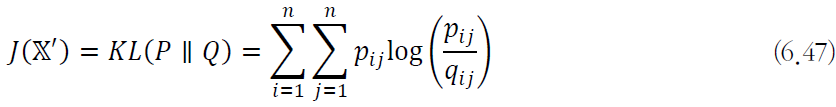 J(𝕏′) = KL(P ∥ Q) = ∑_{i=1}^{n} ∑_{j=1}^{n} p_{ij} log(p_{ij}/q_{ij}) (6.47)